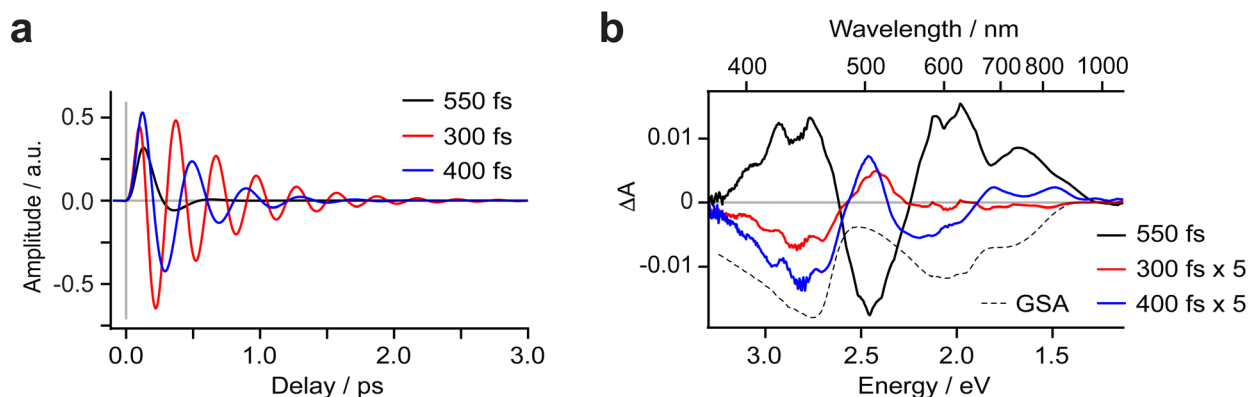 a
Amplitude / a.u.
0.5
0.0
-0.5
550 fs
300 fs
400 fs
0.0 1.0 2.0 3.0
Delay / ps
b
Wavelength / nm
400 500 600 700 800 1000
ΔA
0.01
0
-0.01
550 fs
300 fs x 5
400 fs x 5
GSA
3.0 2.5 2.0 1.5
Energy / eV